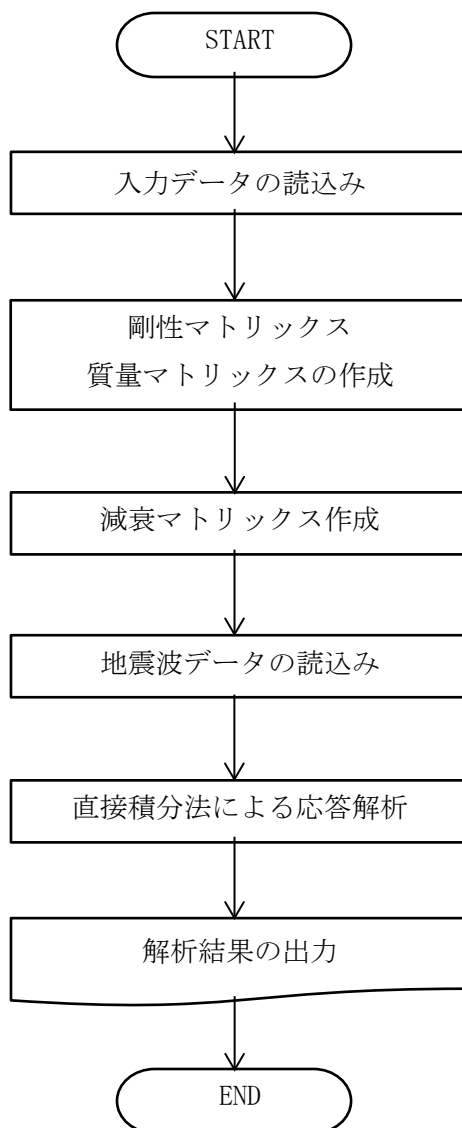 START
入力データの読込み
剛性マトリックス
質量マトリックスの作成
減衰マトリックス作成
地震波データの読込み
直接積分法による応答解析
解析結果の出力
END